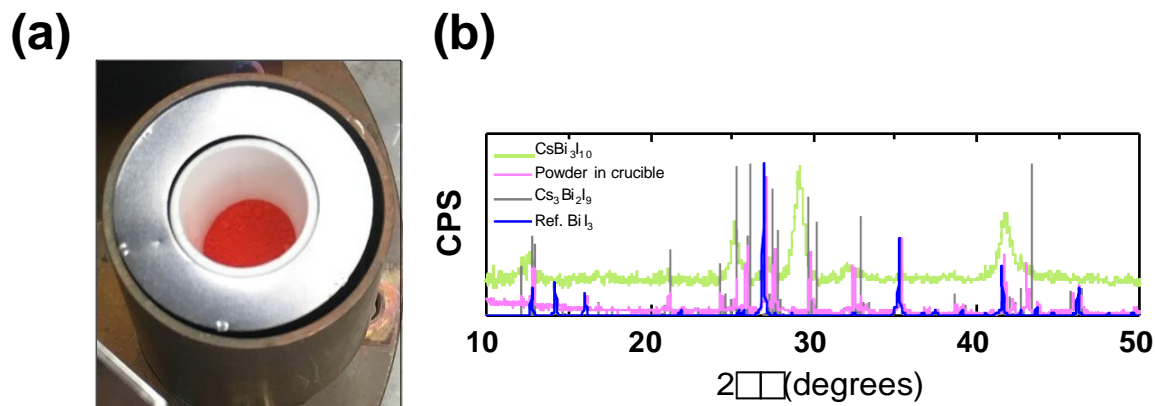 (a)
(b)
CPS
CsBi₃I₁₀
Powder in crucible
Cs₃Bi₂I₉
Ref. BiI₃
10 20 30 40 50
2□□(degrees)